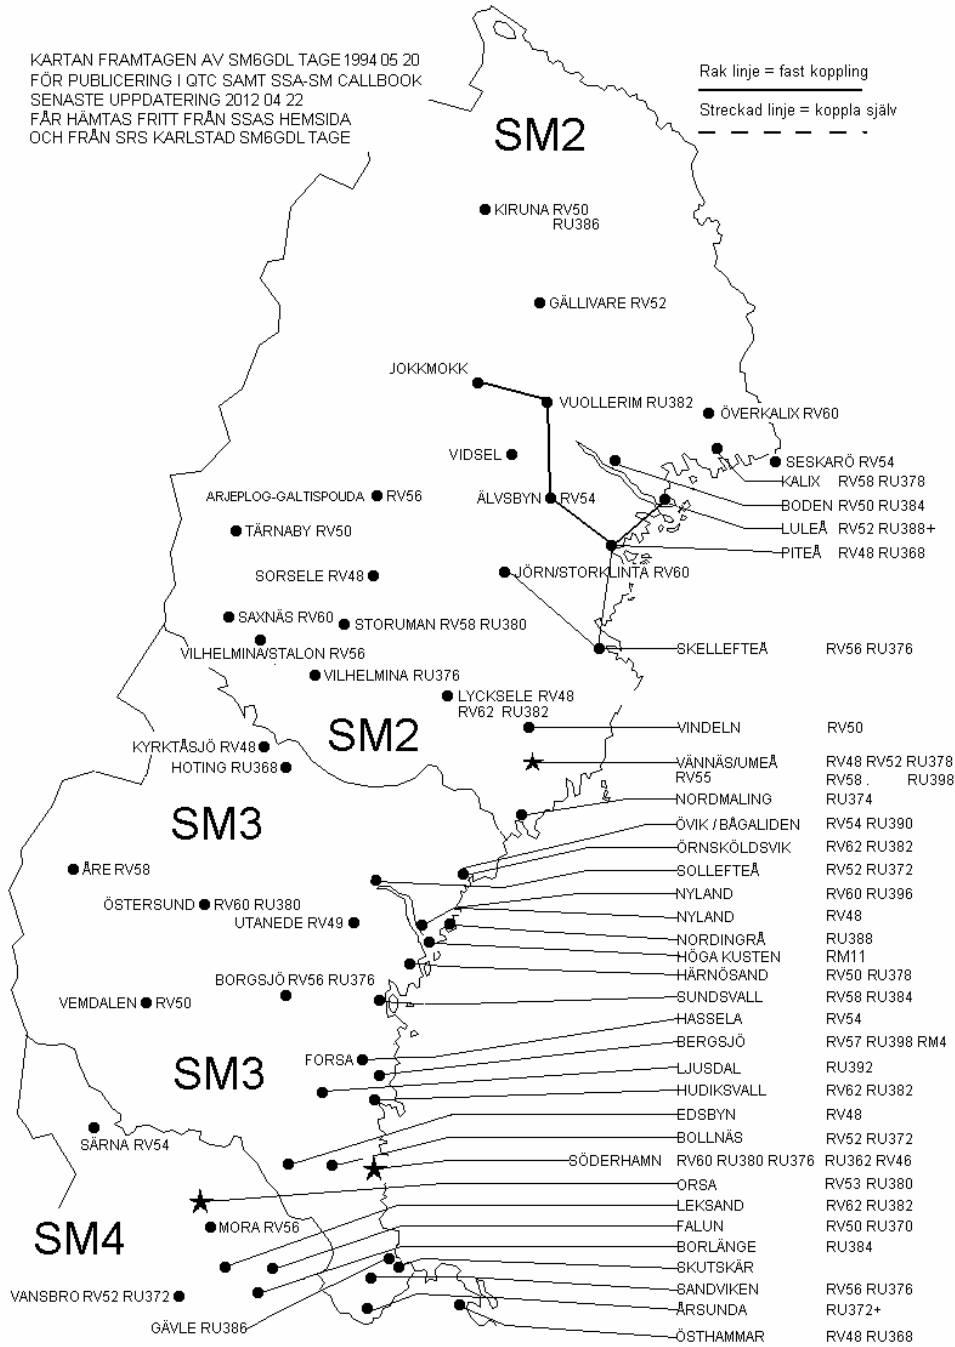 KARTAN FRAMTAGEN AV SM6GDL TAGE 1994 05 20
FÖR PUBLICERING I QTC SAMT SSA-SM CALLBOOK
SENASTE UPPDATERING 2012 04 22
FÅR HÄMTAS FRITT FRÅN SSAS HEMSIDA
OCH FRÅN SRS KARLSTAD SM6GDL TAGE
Rak linje = fast koppling
Streckad linje = koppla själv
SM2
KIRUNA RV50
RU386
GÄLLIVARE RV52
JOKKMOKK
VUOLLERIM RU382
ÖVERKALIX RV60
VIDSEL
SESKARÖ RV54
KALIX RV58 RU378
ARJEPLOG-GALTISPOUDA RV56
ÄLVSBYN RV54
BODEN RV50 RU384
TÄRNABY RV50
LULEÅ RV52 RU388+
PITEÅ RV48 RU368
SORSELE RV48
JÖRN/STORKLINTA RV60
SAXNÄS RV60
STORUMAN RV58 RU380
VILHELMINA/STALON RV56
SKELLEFTEÅ RV56 RU376
VILHELMINA RU376
LYCKSELE RV48
RV62 RU382
SM2
VINDELN RV50
KYRKTÅSJÖ RV48
HOTING RU368
VÄNNÄS/UMEÅ RV48 RV52 RU378
RV55 RV58 . RU398
NORDMALING RU374
SM3
ÖVIK / BÅGALIDEN RV54 RU390
ÖRNSKÖLDSVIK RV62 RU382
ÅRE RV58
SOLLEFTEÅ RV52 RU372
NYLAND RV60 RU396
ÖSTERSUND RV60 RU380
NYLAND RV48
UTANEDE RV49
NORDINGRÅ RU388
HÖGA KUSTEN RM11
HÄRNÖSAND RV50 RU378
BORGSJÖ RV56 RU376
VEMDALEN RV50
SUNDSVALL RV58 RU384
HASSELA RV54
BERGSJÖ RV57 RU398 RM4
FORSA
LJUSDAL RU392
SM3
HUDIKSVALL RV62 RU382
EDSBYN RV48
BOLLNÄS RV52 RU372
SÄRNA RV54
SÖDERHAMN RV60 RU380 RU376 RU362 RV46
ORSA RV53 RU380
LEKSAND RV62 RU382
MORA RV56
FALUN RV50 RU370
SM4
BORLÄNGE RU384
SKUTSKÄR
SANDVIKEN RV56 RU376
VANSBRO RV52 RU372
ÅRSUNDA RU372+
GÄVLE RU386
ÖSTHAMMAR RV48 RU368